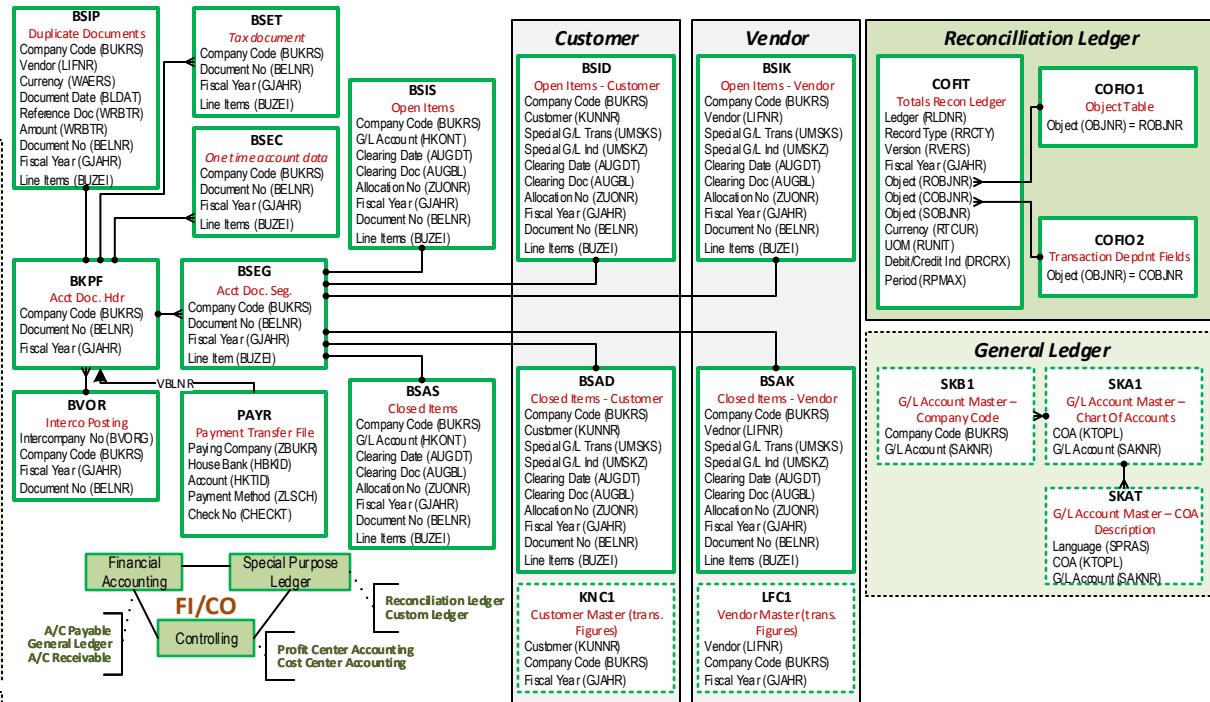 BSIP
Duplicate Documents
Company Code (BUKRS)
Vendor (LIFNR)
Currency (WAERS)
Document Date (BLDAT)
Reference Doc (WRBTR)
Amount (WRBTR)
Document No (BELNR)
Fiscal Year (GJAHR)
Line Items (BUZEI)
BSET
Tax document
Company Code (BUKRS)
Document No (BELNR)
Fiscal Year (GJAHR)
Line Items (BUZEI)
BSEC
One time account data
Company Code (BUKRS)
Document No (BELNR)
Fiscal Year (GJAHR)
Line Items (BUZEI)
BSIS
Open Items
Company Code (BUKRS)
G/L Account (HKONT)
Clearing Date (AUGDT)
Clearing Doc (AUGBL)
Allocation No (ZUONR)
Fiscal Year (GJAHR)
Document No (BELNR)
Line Items (BUZEI)
BKPF
Acct Doc. Hdr
Company Code (BUKRS)
Document No (BELNR)
Fiscal Year (GJAHR)
BSEG
Acct Doc. Seg.
Company Code (BUKRS)
Document No (BELNR)
Fiscal Year (GJAHR)
Line Item (BUZEI)
VBLNR
BVOR
Interco Posting
Intercompany No (BVORG)
Company Code (BUKRS)
Fiscal Year (GJAHR)
Document No (BELNR)
PAYR
Payment Transfer File
Paying Company (ZBUKR)
House Bank (HBKID)
Account (HKTID)
Payment Method (ZLSCH)
Check No (CHECKT)
BSAS
Closed Items
Company Code (BUKRS)
G/L Account (HKONT)
Clearing Date (AUGDT)
Clearing Doc (AUGBL)
Allocation No (ZUONR)
Fiscal Year (GJAHR)
Document No (BELNR)
Line Items (BUZEI)
Customer
BSID
Open Items - Customer
Company Code (BUKRS)
Customer (KUNNR)
Special G/L Trans (UMSKS)
Special G/L Ind (UMSKZ)
Clearing Date (AUGDT)
Clearing Doc (AUGBL)
Allocation No (ZUONR)
Fiscal Year (GJAHR)
Document No (BELNR)
Line Items (BUZEI)
BSAD
Closed Items - Customer
Company Code (BUKRS)
Customer (KUNNR)
Special G/L Trans (UMSKS)
Special G/L Ind (UMSKZ)
Clearing Date (AUGDT)
Clearing Doc (AUGBL)
Allocation No (ZUONR)
Fiscal Year (GJAHR)
Document No (BELNR)
Line Items (BUZEI)
KNC1
Customer Master (trans.
Figures)
Customer (KUNNR)
Company Code (BUKRS)
Fiscal Year (GJAHR)
Vendor
BSIK
Open Items - Vendor
Company Code (BUKRS)
Vendor (LIFNR)
Special G/L Trans (UMSKS)
Special G/L Ind (UMSKZ)
Clearing Date (AUGDT)
Clearing Doc (AUGBL)
Allocation No (ZUONR)
Fiscal Year (GJAHR)
Document No (BELNR)
Line Items (BUZEI)
BSAK
Closed Items - Vendor
Company Code (BUKRS)
Vednor (LIFNR)
Special G/L Trans (UMSKS)
Special G/L Ind (UMSKZ)
Clearing Date (AUGDT)
Clearing Doc (AUGBL)
Allocation No (ZUONR)
Fiscal Year (GJAHR)
Document No (BELNR)
Line Items (BUZEI)
LFC1
Vendor Master (trans.
Figures)
Vendor (LIFNR)
Company Code (BUKRS)
Fiscal Year (GJAHR)
Reconcilliation Ledger
COFIT
Totals Recon Ledger
Ledger (RLDNR)
Record Type (RRCTY)
Version (RVERS)
Fiscal Year (GJAHR)
Object (ROBJNR)
Object (COBJNR)
Object (SOBJNR)
Currency (RTCUR)
UOM (RUNIT)
Debit/Credit Ind (DRCRX)
Period (RPMAX)
COFIO1
Object Table
Object (OBJNR) = ROBJNR
COFIO2
Transaction Depdnt Fields
Object (OBJNR) = COBJNR
General Ledger
SKB1
G/L Account Master –
Company Code
Company Code (BUKRS)
G/L Account (SAKNR)
SKA1
G/L Account Master –
Chart Of Accounts
COA (KTOPL)
G/L Account (SAKNR)
SKAT
G/L Account Master – COA
Description
Language (SPRAS)
COA (KTOPL)
G/L Account (SAKNR)
Financial
Accounting
Special Purpose
Ledger
FI/CO
Controlling
A/C Payable
General Ledger
A/C Receivable
Reconciliation Ledger
Custom Ledger
Profit Center Accounting
Cost Center Accounting